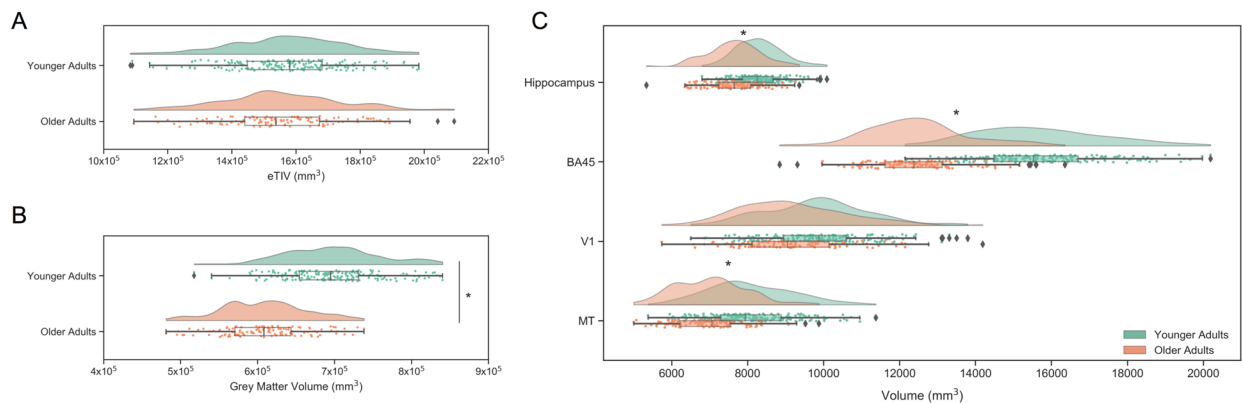 A
Younger Adults
Older Adults
10x10⁵ 12x10⁵ 14x10⁵ 16x10⁵ 18x10⁵ 20x10⁵ 22x10⁵
eTIV (mm³)
B
Younger Adults
Older Adults
*
4x10⁵ 5x10⁵ 6x10⁵ 7x10⁵ 8x10⁵ 9x10⁵
Grey Matter Volume (mm³)
C
*
Hippocampus
*
BA45
V1
*
MT
Younger Adults
Older Adults
6000 8000 10000 12000 14000 16000 18000 20000
Volume (mm³)